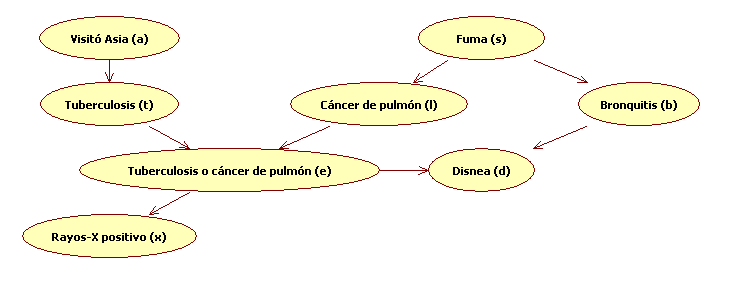 Visitó Asia (a)
Fuma (s)
Tuberculosis (t)
Cáncer de pulmón (l)
Bronquitis (b)
Tuberculosis o cáncer de pulmón (e)
Disnea (d)
Rayos-X positivo (x)